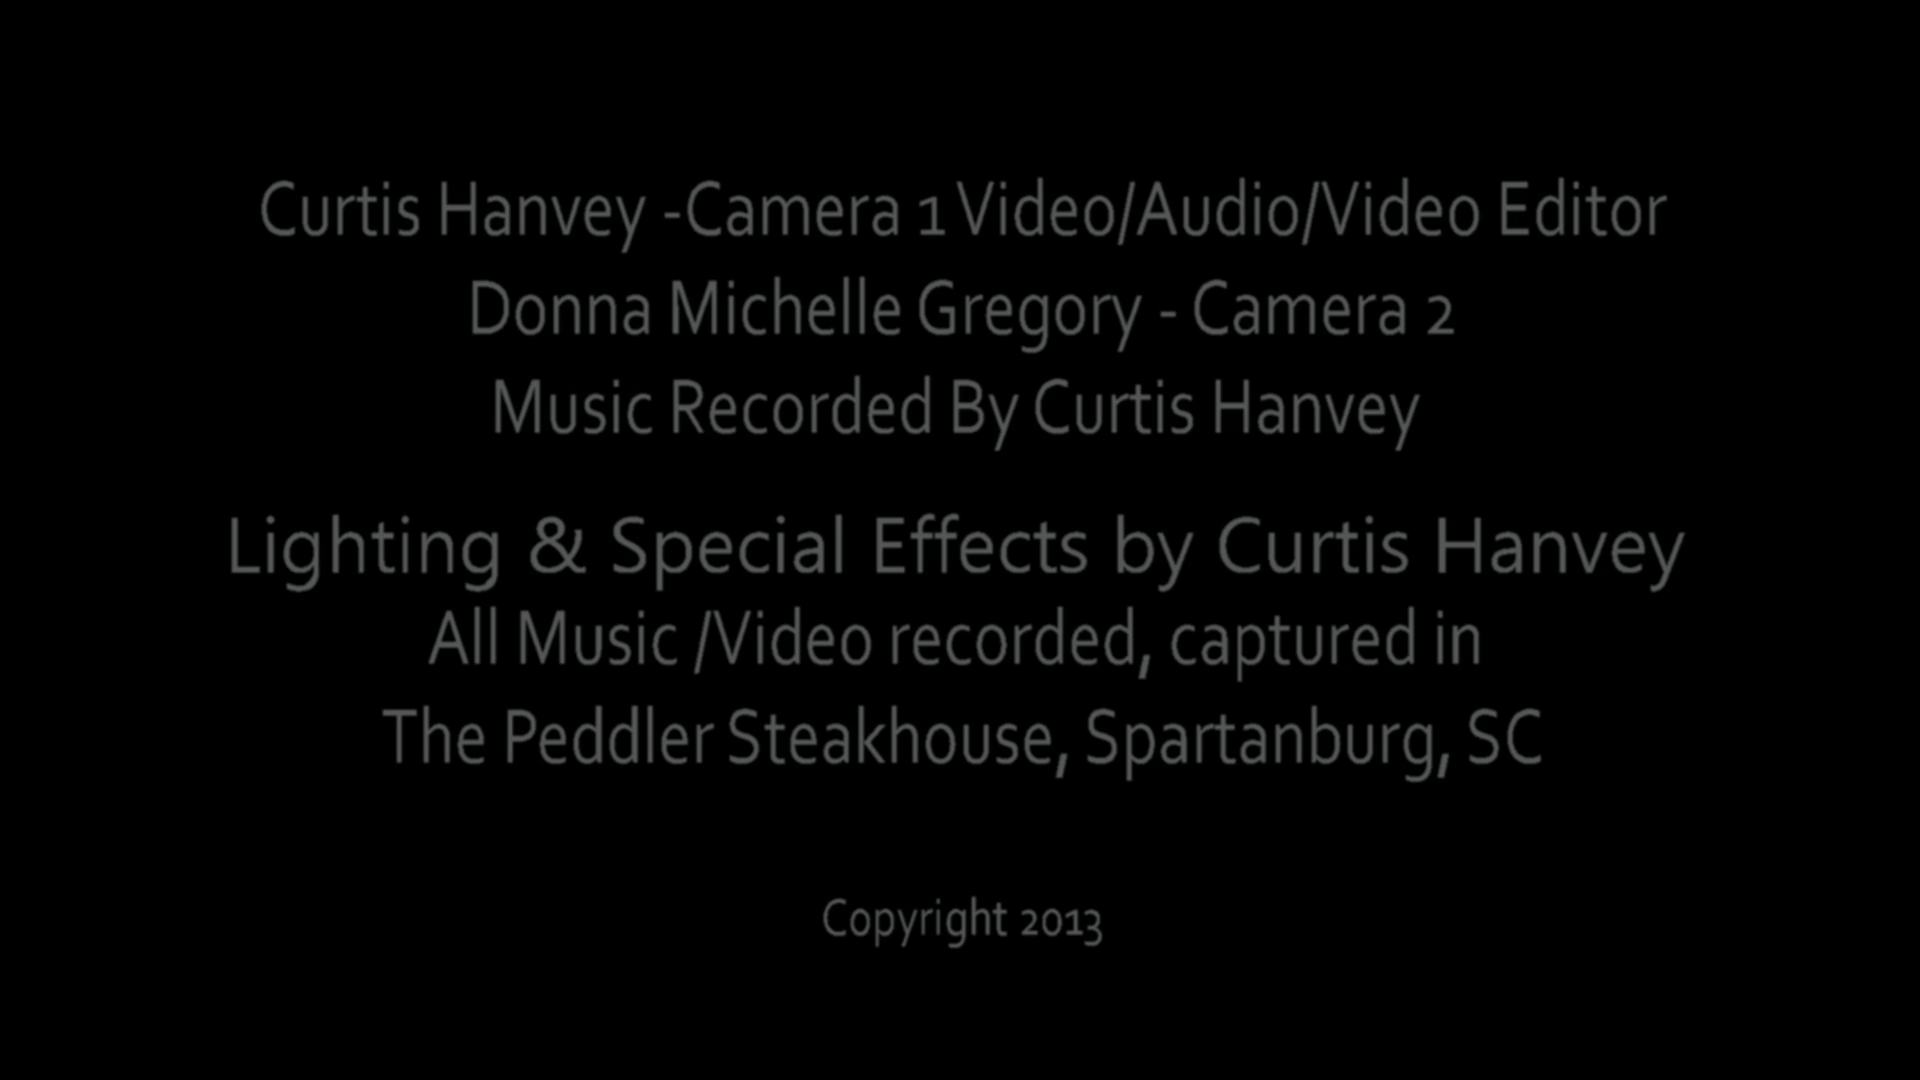 Curtis Hanvey -Camera 1 Video/Audio/Video Editor
Donna Michelle Gregory - Camera 2
Music Recorded By Curtis Hanvey
Lighting & Special Effects by Curtis Hanvey
All Music /Video recorded, captured in
The Peddler Steakhouse, Spartanburg, SC
Copyright 2013